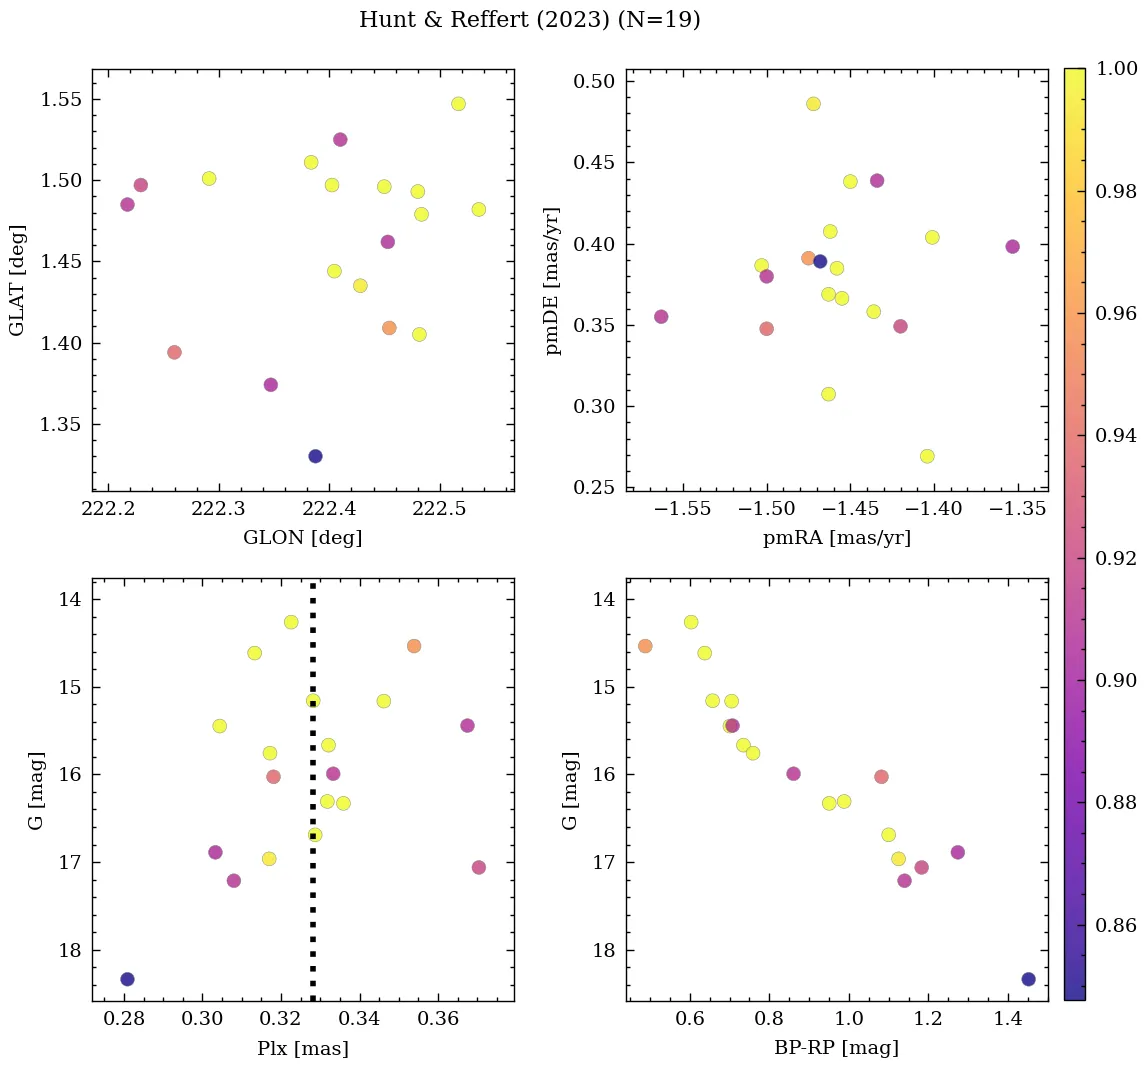 Hunt & Reffert (2023) (N=19)
1.55
1.50
1.45
1.40
1.35
GLAT [deg]
222.2 222.3 222.4 222.5
GLON [deg]
0.50
0.45
0.40
0.35
0.30
0.25
pmDE [mas/yr]
−1.55 −1.50 −1.45 −1.40 −1.35
pmRA [mas/yr]
14
15
16
17
18
G [mag]
0.28 0.30 0.32 0.34 0.36
Plx [mas]
14
15
16
17
18
G [mag]
0.6 0.8 1.0 1.2 1.4
BP-RP [mag]
1.00
0.98
0.96
0.94
0.92
0.90
0.88
0.86